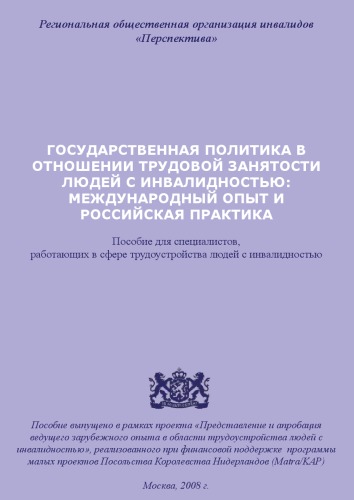 Региональная общественная организация инвалидов
«Перспектива»
ГОСУДАРСТВЕННАЯ ПОЛИТИКА В
ОТНОШЕНИИ ТРУДОВОЙ ЗАНЯТОСТИ
ЛЮДЕЙ С ИНВАЛИДНОСТЬЮ:
МЕЖДУНАРОДНЫЙ ОПЫТ И
РОССИЙСКАЯ ПРАКТИКА
Пособие для специалистов,
работающих в сфере трудоустройства людей с инвалидностью
Пособие выпущено в рамках проекта «Представление и апробация
ведущего зарубежного опыта в области трудоустройства людей с
инвалидностью», реализованного при финансовой поддержке программы
малых проектов Посольства Королевства Нидерландов (Matra/KAP)
Москва, 2008 г.